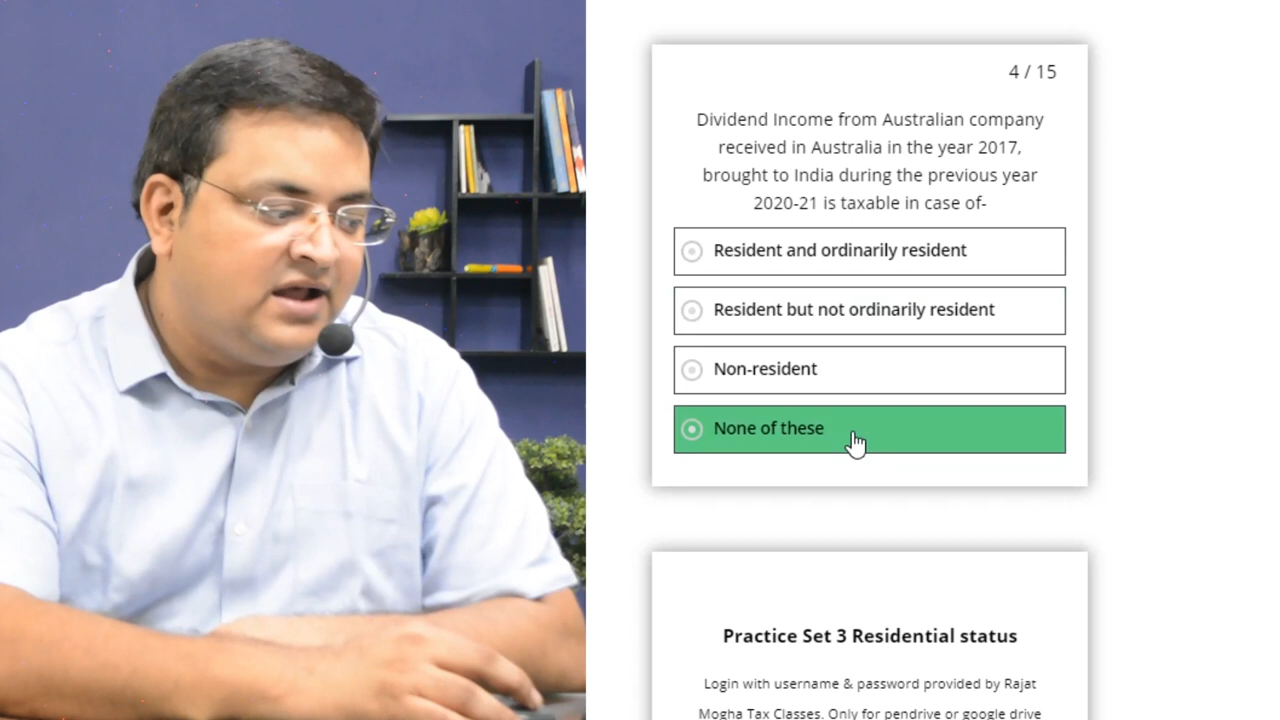 4 / 15
Dividend Income from Australian company
received in Australia in the year 2017,
brought to India during the previous year
2020-21 is taxable in case of-
Resident and ordinarily resident
Resident but not ordinarily resident
Non-resident
None of these
Practice Set 3 Residential status
Login with username & password provided by Rajat
Mogha Tax Classes. Only for pendrive or google drive